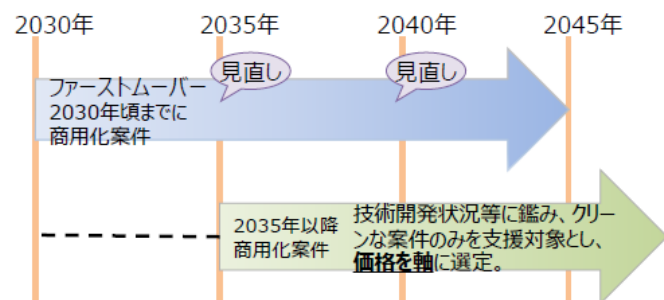 2030年 2035年 2040年 2045年
見直し 見直し
ファーストムーバー
2030年頃までに
商用化案件
2035年以降
商用化案件
技術開発状況等に鑑み、クリー
ンな案件のみを支援対象とし、
価格を軸に選定。